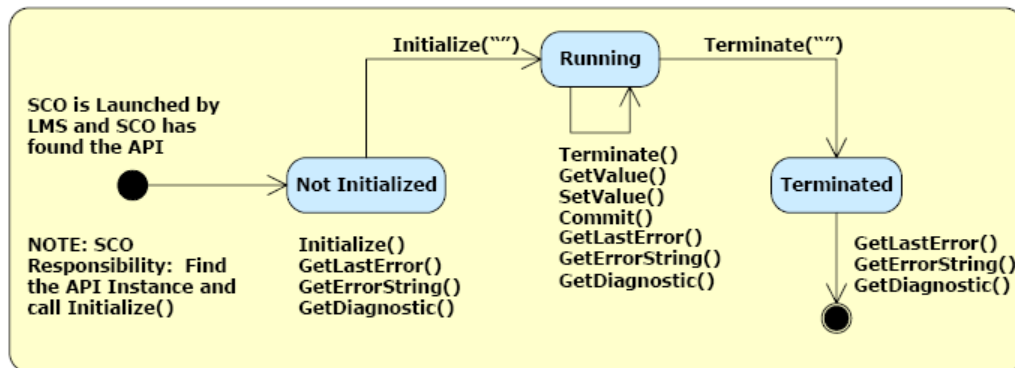 Initialize(“”)
Running
Terminate(“”)
SCO is Launched by
LMS and SCO has
found the API
Not Initialized
Terminate()
GetValue()
SetValue()
Commit()
GetLastError()
GetErrorString()
GetDiagnostic()
Terminated
NOTE: SCO
Responsibility: Find
the API Instance and
call Initialize()
Initialize()
GetLastError()
GetErrorString()
GetDiagnostic()
GetLastError()
GetErrorString()
GetDiagnostic()